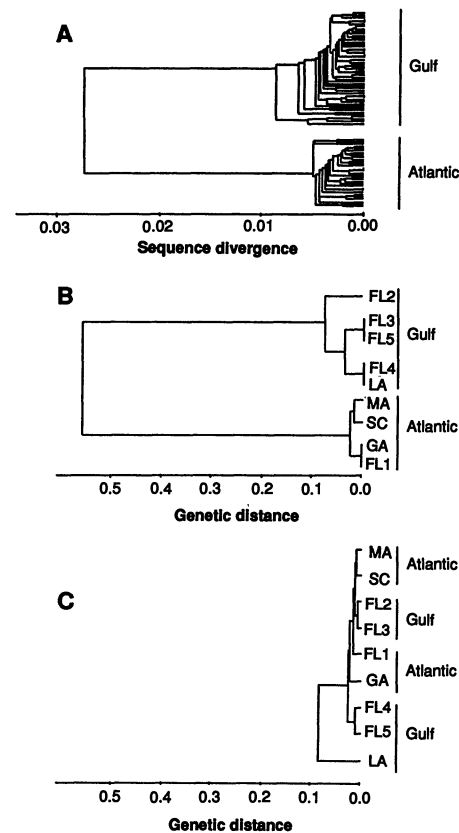 A
Gulf
Atlantic
0.03 0.02 0.01 0.00
Sequence divergence
B
FL2
FL3
FL5
Gulf
FL4
LA
MA
SC
Atlantic
GA
FL1
0.5 0.4 0.3 0.2 0.1 0.0
Genetic distance
C
MA
Atlantic
SC
FL2
Gulf
FL3
FL1
Atlantic
GA
FL4
Gulf
FL5
LA
0.5 0.4 0.3 0.2 0.1 0.0
Genetic distance